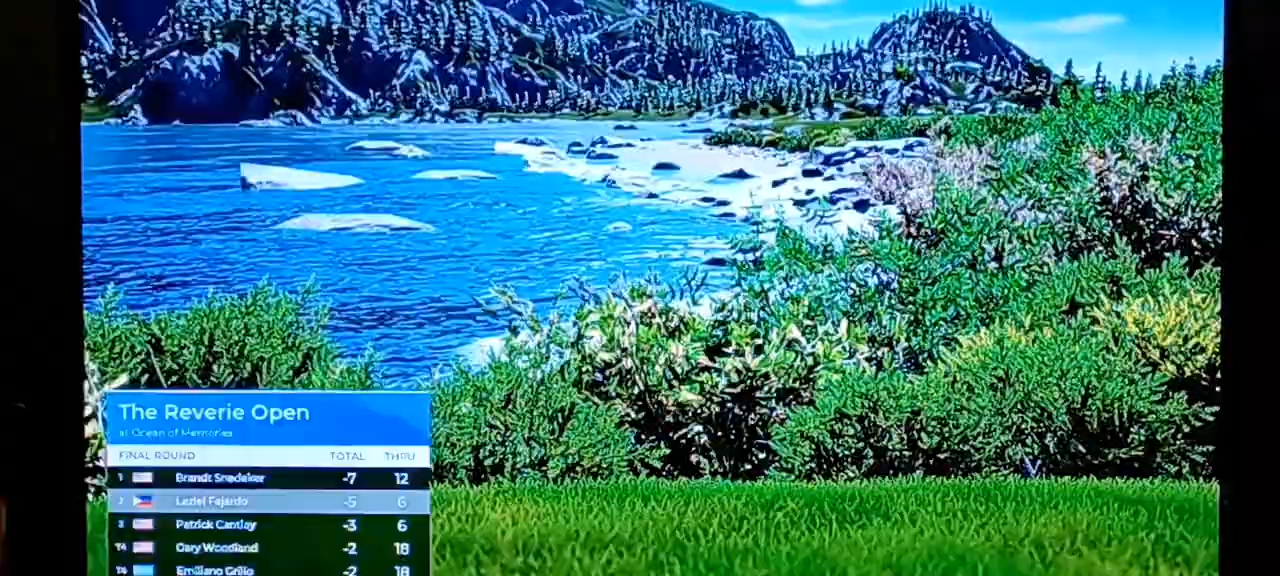 The Reverie Open
at Ocean of Memories
FINAL ROUND TOTAL THRU
1 Brandt Snedeker -7 12
2 Laziel Fajardo -5 6
3 Patrick Cantlay -3 6
T4 Gary Woodland -2 18
T4 Emiliano Grillo -2 18